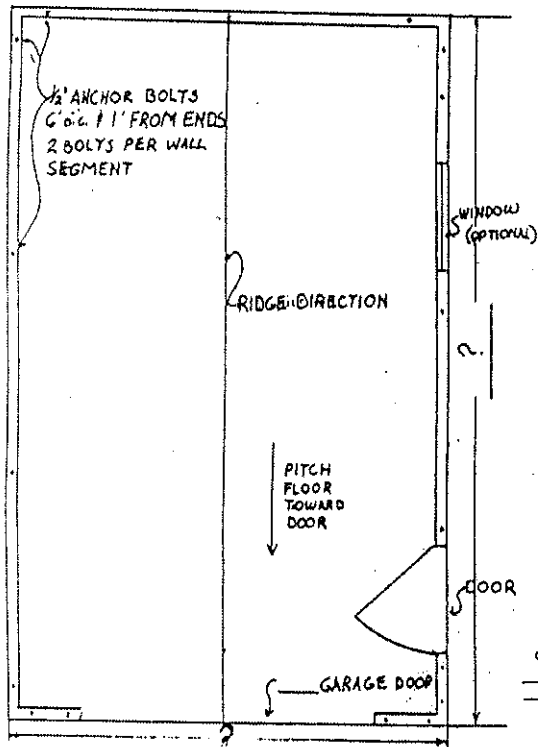 1/2" ANCHOR BOLTS
6' o.c. & 1' FROM ENDS
2 BOLTS PER WALL
SEGMENT
WINDOW
(OPTIONAL)
RIDGE DIRECTION
?
PITCH
FLOOR
TOWARD
DOOR
DOOR
GARAGE DOOR
?